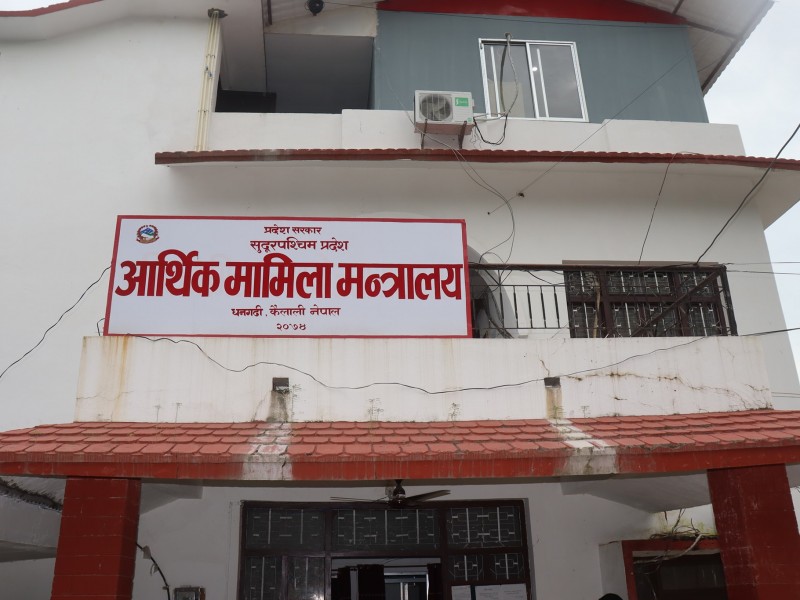 प्रदेश सरकार
सुदूरपश्चिम प्रदेश
आर्थिक मामिला मन्त्रालय
धनगढी, कैलाली नेपाल
२०७४